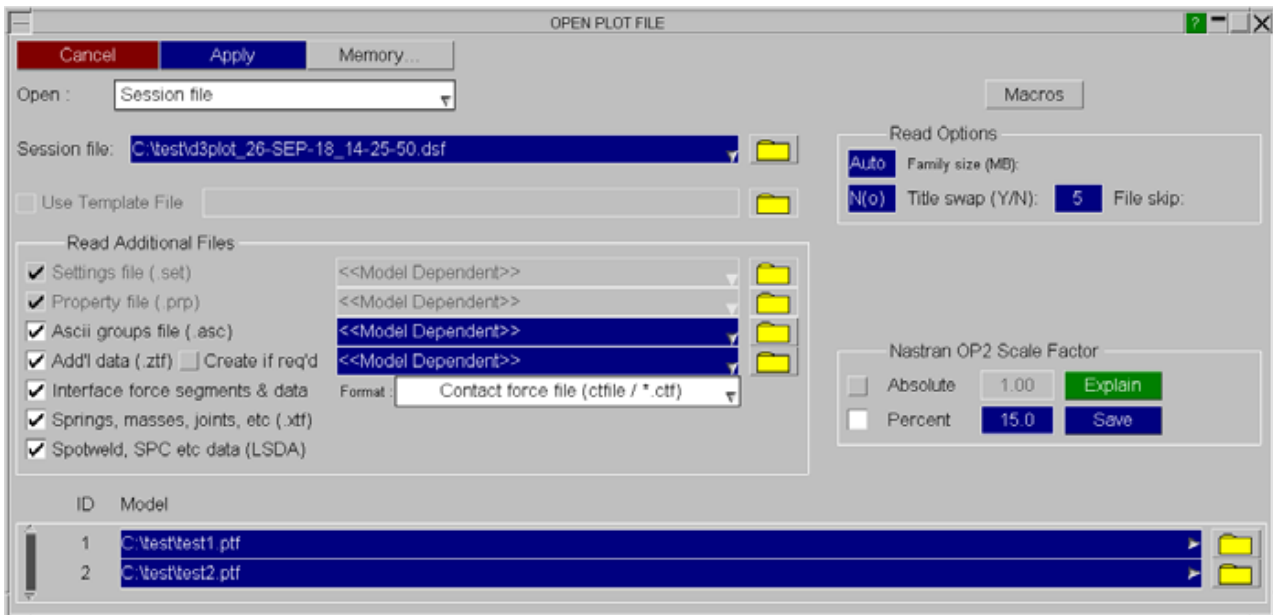 OPEN PLOT FILE ?
Cancel Apply Memory...
Open : Session file Macros
Session file: C:\test\d3plot_26-SEP-18_14-25-50.dsf
Read Options
Auto Family size (MB):
N(o) Title swap (Y/N): 5 File skip:
Use Template File
Read Additional Files
Settings file (.set) <<Model Dependent>>
Property file (.prp) <<Model Dependent>>
Ascii groups file (.asc) <<Model Dependent>>
Add'l data (.ztf) Create if req'd <<Model Dependent>>
Interface force segments & data Format : Contact force file (ctfile / *.ctf)
Springs, masses, joints, etc (.xtf)
Spotweld, SPC etc data (LSDA)
Nastran OP2 Scale Factor
Absolute 1.00 Explain
Percent 15.0 Save
ID Model
1 C:\test\test1.ptf
2 C:\test\test2.ptf